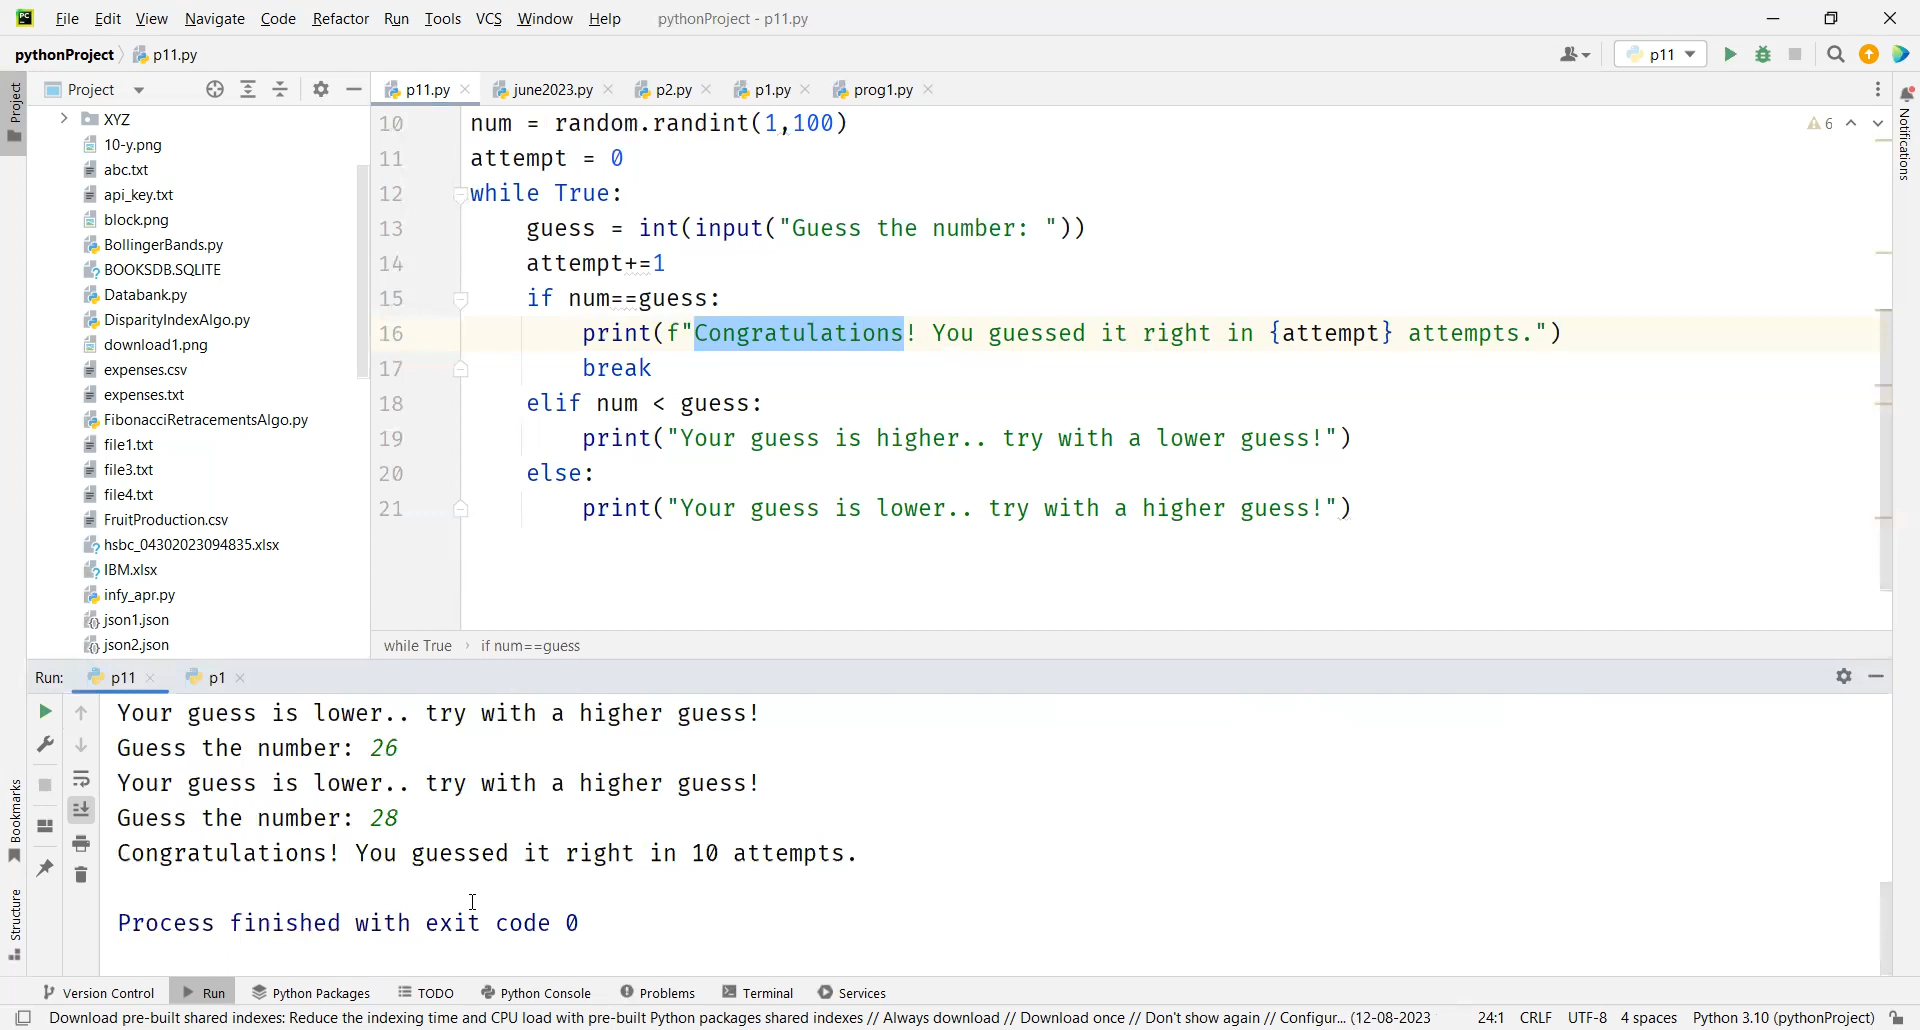 PC File Edit View Navigate Code Refactor Run Tools VCS Window Help pythonProject - p11.py
pythonProject p11.py p11
Project
Project
p11.py june2023.py p2.py p1.py prog1.py
XYZ
10-y.png
abc.txt
api_key.txt
block.png
BollingerBands.py
BOOKSDB.SQLITE
Databank.py
DisparityIndexAlgo.py
download1.png
expenses.csv
expenses.txt
FibonacciRetracementsAlgo.py
file1.txt
file3.txt
file4.txt
FruitProduction.csv
hsbc_04302023094835.xlsx
IBM.xlsx
infy_apr.py
json1.json
json2.json
10 num = random.randint(1,100)
11 attempt = 0
12 while True:
13 guess = int(input("Guess the number: "))
14 attempt+=1
15 if num==guess:
16 print(f"Congratulations! You guessed it right in {attempt} attempts.")
17 break
18 elif num < guess:
19 print("Your guess is higher.. try with a lower guess!")
20 else:
21 print("Your guess is lower.. try with a higher guess!")
6
Notifications
while True › if num==guess
Run: p11 p1
Your guess is lower.. try with a higher guess!
Guess the number: 26
Your guess is lower.. try with a higher guess!
Guess the number: 28
Congratulations! You guessed it right in 10 attempts.
Process finished with exit code 0
Bookmarks
Structure
Version Control Run Python Packages TODO Python Console Problems Terminal Services
Download pre-built shared indexes: Reduce the indexing time and CPU load with pre-built Python packages shared indexes // Always download // Download once // Don't show again // Configur... (12-08-2023 24:1 CRLF UTF-8 4 spaces Python 3.10 (pythonProject)